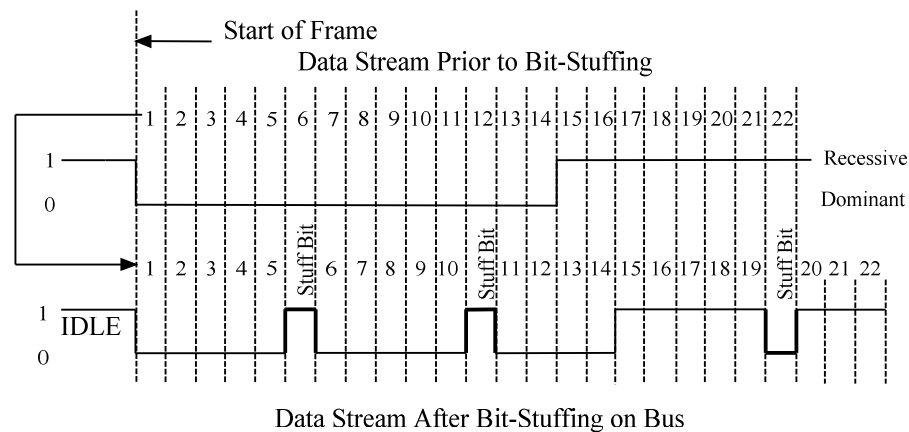 Start of Frame
Data Stream Prior to Bit-Stuffing
1 2 3 4 5 6 7 8 9 10 11 12 13 14 15 16 17 18 19 20 21 22
1 Recessive
0 Dominant
1 2 3 4 5 Stuff Bit 6 7 8 9 10 Stuff Bit 11 12 13 14 15 16 17 18 19 Stuff Bit 20 21 22
1
IDLE
0
Data Stream After Bit-Stuffing on Bus